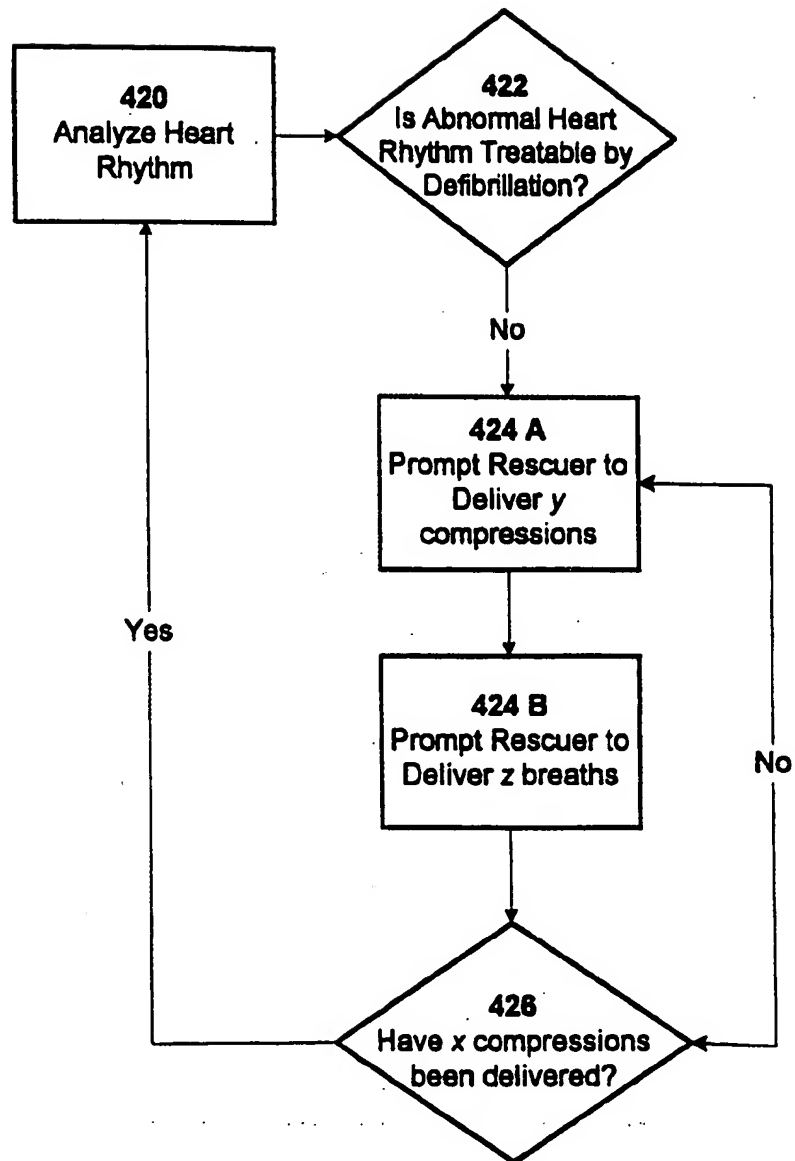 420
Analyze Heart
Rhythm
422
Is Abnormal Heart
Rhythm Treatable by
Defibrillation?
No
424 A
Prompt Rescuer to
Deliver y
compressions
Yes
424 B
Prompt Rescuer to
Deliver z breaths
No
426
Have x compressions
been delivered?